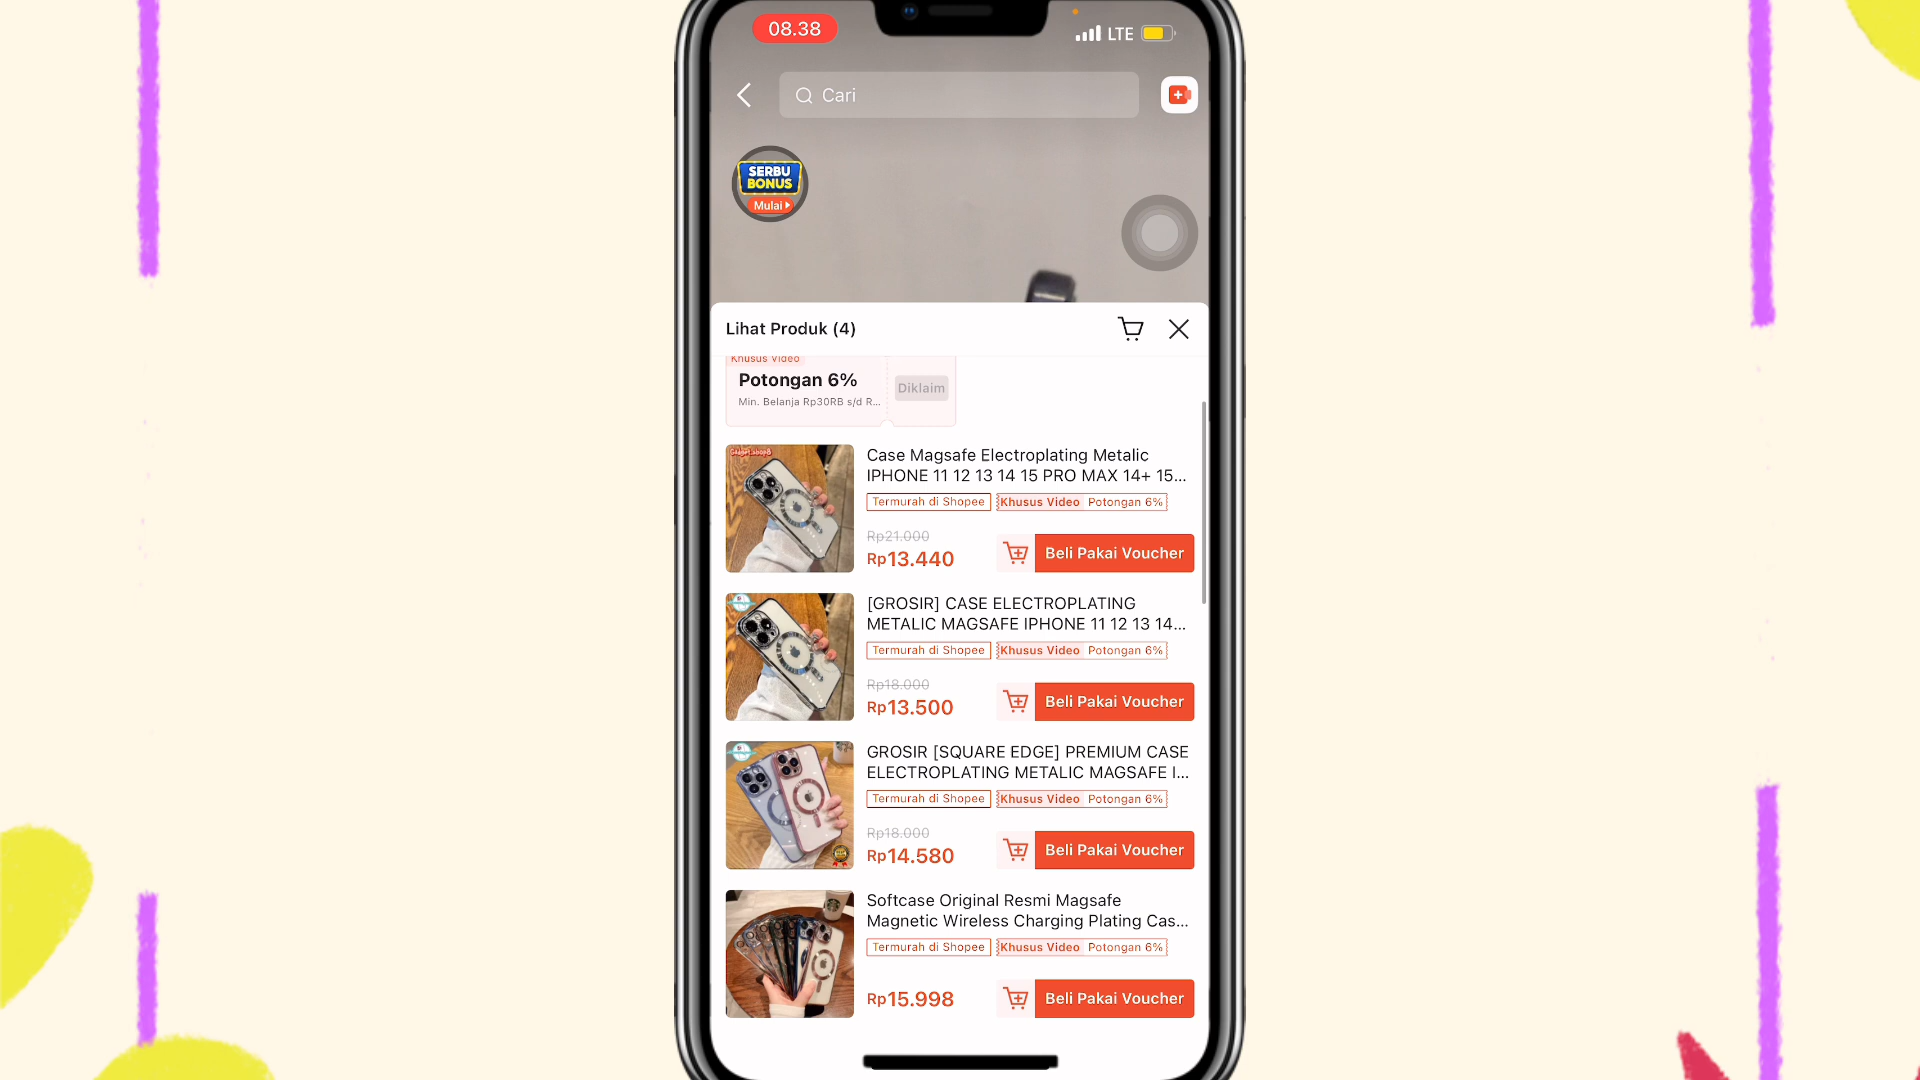 08.38
LTE
Cari
SERBU
BONUS
Mulai
Lihat Produk (4)
Khusus Video
Potongan 6%
Min. Belanja Rp30RB s/d R...
Diklaim
Case Magsafe Electroplating Metalic
IPHONE 11 12 13 14 15 PRO MAX 14+ 15...
Termurah di Shopee Khusus Video Potongan 6%
Rp21.000
Rp13.440
Beli Pakai Voucher
[GROSIR] CASE ELECTROPLATING
METALIC MAGSAFE IPHONE 11 12 13 14...
Termurah di Shopee Khusus Video Potongan 6%
Rp18.000
Rp13.500
Beli Pakai Voucher
GROSIR [SQUARE EDGE] PREMIUM CASE
ELECTROPLATING METALIC MAGSAFE I...
Termurah di Shopee Khusus Video Potongan 6%
Rp18.000
Rp14.580
Beli Pakai Voucher
Softcase Original Resmi Magsafe
Magnetic Wireless Charging Plating Cas...
Termurah di Shopee Khusus Video Potongan 6%
Rp15.998
Beli Pakai Voucher